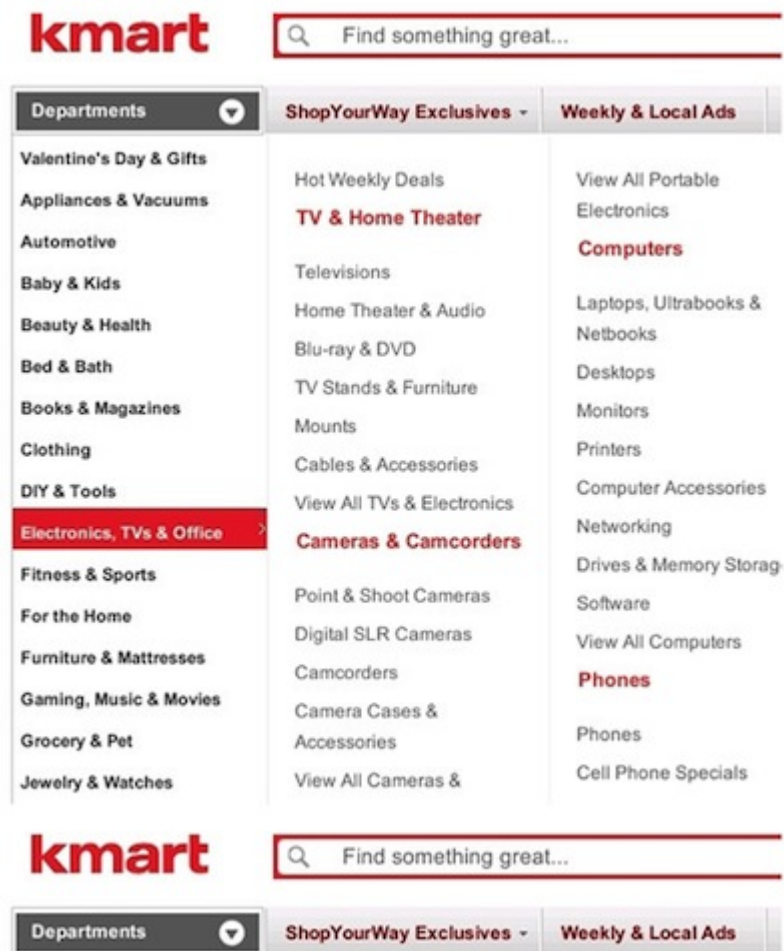 kmart
Find something great...
Departments
ShopYourWay Exclusives
Weekly & Local Ads
Valentine's Day & Gifts
Appliances & Vacuums
Automotive
Baby & Kids
Beauty & Health
Bed & Bath
Books & Magazines
Clothing
DIY & Tools
Electronics, TVs & Office
Fitness & Sports
For the Home
Furniture & Mattresses
Gaming, Music & Movies
Grocery & Pet
Jewelry & Watches
Hot Weekly Deals
TV & Home Theater
Televisions
Home Theater & Audio
Blu-ray & DVD
TV Stands & Furniture
Mounts
Cables & Accessories
View All TVs & Electronics
Cameras & Camcorders
Point & Shoot Cameras
Digital SLR Cameras
Camcorders
Camera Cases &
Accessories
View All Cameras &
View All Portable
Electronics
Computers
Laptops, Ultrabooks &
Netbooks
Desktops
Monitors
Printers
Computer Accessories
Networking
Drives & Memory Storag
Software
View All Computers
Phones
Phones
Cell Phone Specials
kmart
Find something great...
Departments
ShopYourWay Exclusives
Weekly & Local Ads